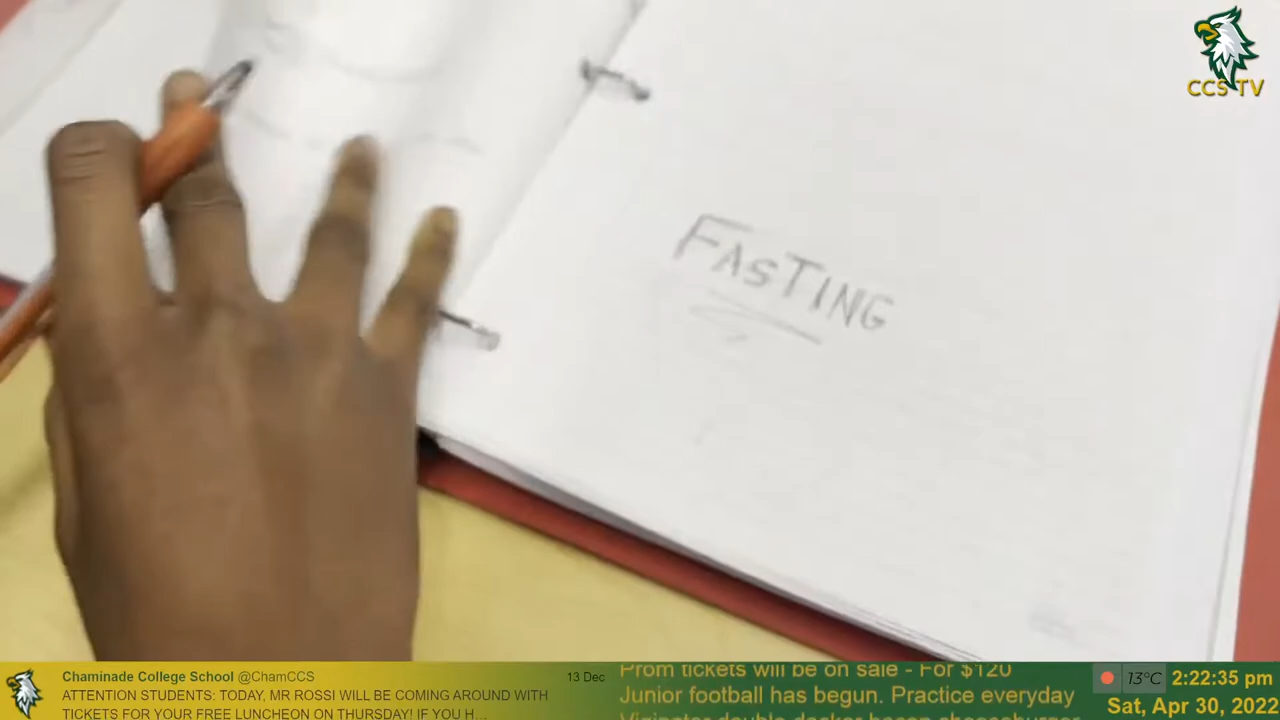 CCS TV
FASTING
Chaminade College School @ChamCCS
13 Dec
ATTENTION STUDENTS: TODAY, MR ROSSI WILL BE COMING AROUND WITH
TICKETS FOR YOUR FREE LUNCHEON ON THURSDAY! IF YOU H...
Prom tickets will be on sale - For $120
Junior football has begun. Practice everyday
13°C
2:22:35 pm
Sat, Apr 30, 2022